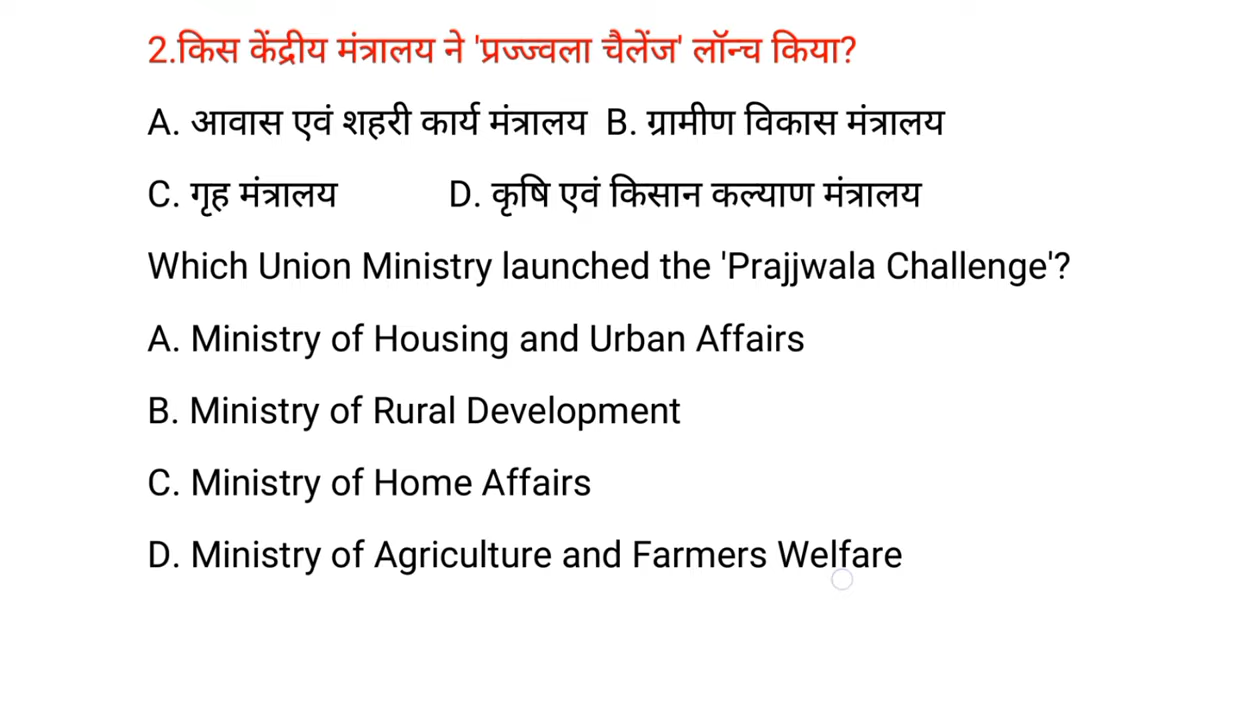 2.किस केंद्रीय मंत्रालय ने 'प्रज्ज्वला चैलेंज' लॉन्च किया?
A. आवास एवं शहरी कार्य मंत्रालय  B. ग्रामीण विकास मंत्रालय
C. गृह मंत्रालय  D. कृषि एवं किसान कल्याण मंत्रालय
Which Union Ministry launched the 'Prajjwala Challenge'?
A. Ministry of Housing and Urban Affairs
B. Ministry of Rural Development
C. Ministry of Home Affairs
D. Ministry of Agriculture and Farmers Welfare